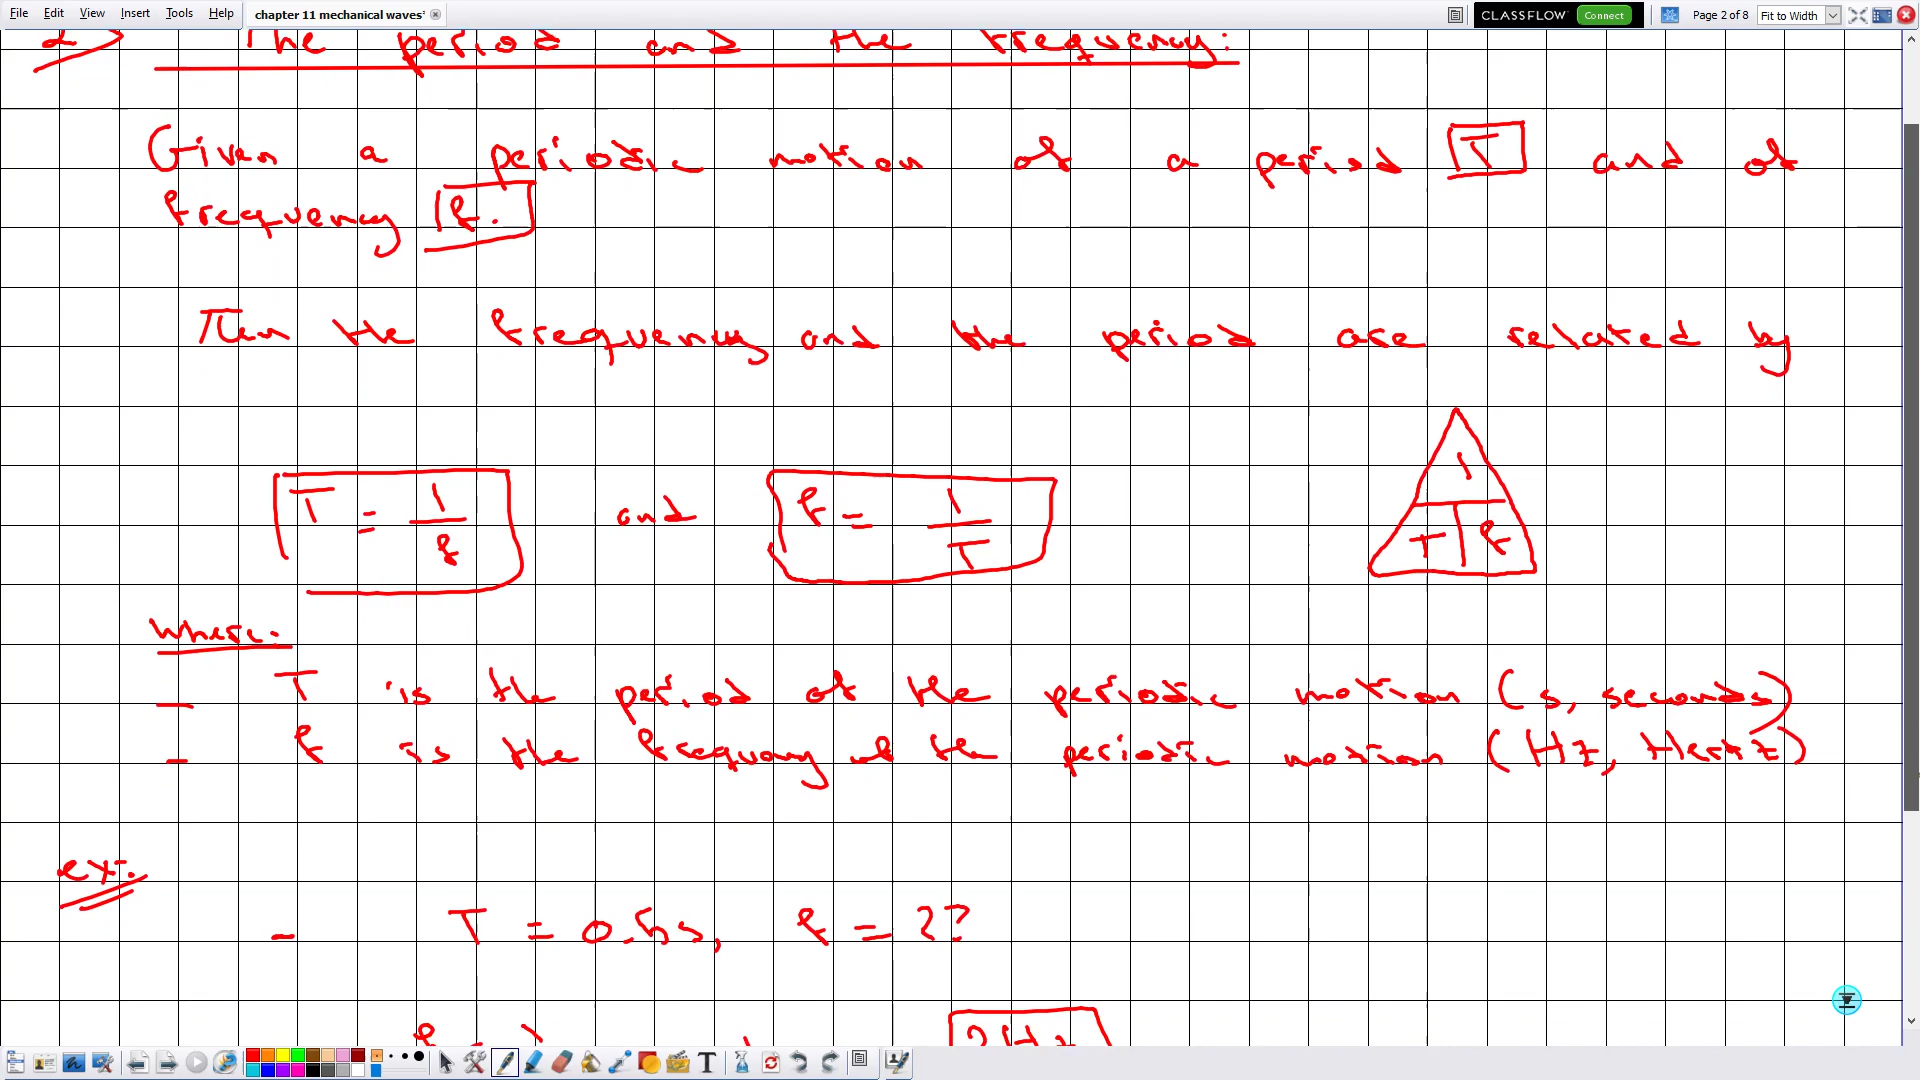 File Edit View Insert Tools Help chapter 11 mechanical waves* CLASSFLOW Connect Page 2 of 8 Fit to Width
2 The period and the frequency:
Given a periodic motion of a period T and of
frequency f.
Then the frequency and the period are related by
T = 1/f and f = 1/T
1
T f
Where:
- T is the period of the periodic motion (s, seconds)
- f is the frequency of the periodic motion (Hz, Hertz)
ex:
- T = 0.5s, f = ??
2Hz
T